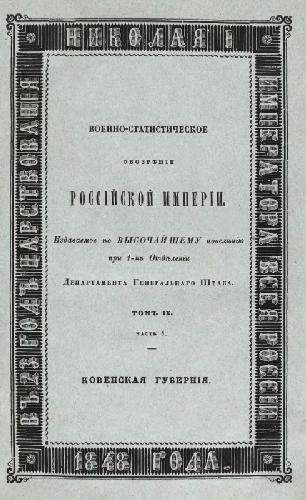 ВЪ 23 ГОДЪ ЦАРСТВОВАНІЯ
НИКОЛАЯ I
ИМПЕРАТОРА ВСЕЯ РОССІИ
ВОЕННО-СТАТИСТИЧЕСКОЕ
ОБОЗРѢНІЕ
РОССІЙСКОЙ ИМПЕРІИ.
Издаваемое по ВЫСОЧАЙШЕМУ повелѣнію
при 1-мъ Отдѣленіи
Департамента Генеральнаго Штаба.
ТОМЪ IX.
ЧАСТЬ
КОВЕНСКАЯ ГУБЕРНІЯ.
1848 ГОДА.